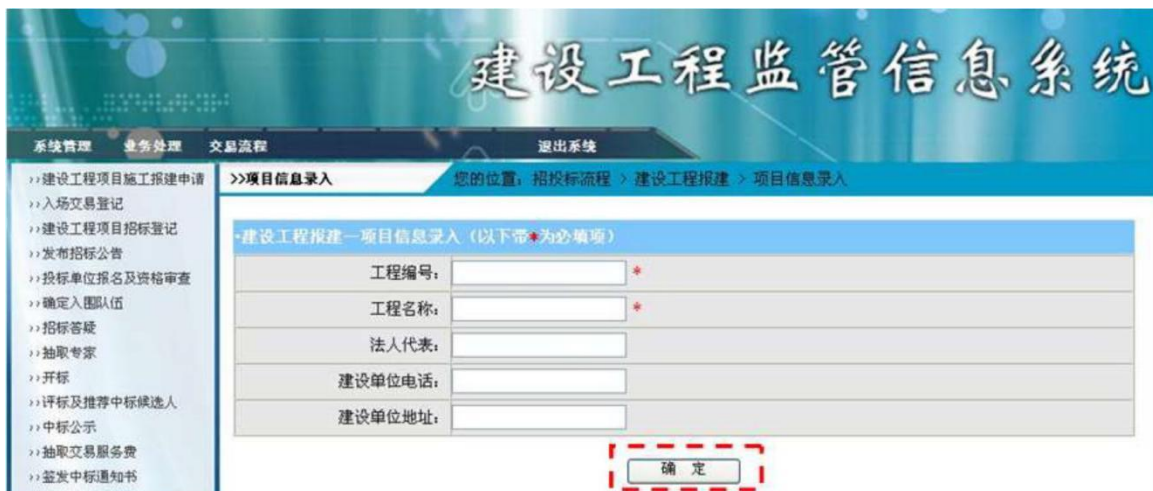 建设工程监管信息系统
系统管理 业务处理 交易流程 退出系统
>>建设工程项目施工报建申请
>>入场交易登记
>>建设工程项目招标登记
>>发布招标公告
>>投标单位报名及资格审查
>>确定入围队伍
>>招标答疑
>>抽取专家
>>开标
>>评标及推荐中标候选人
>>中标公示
>>抽取交易服务费
>>签发中标通知书
>>项目信息录入 您的位置：招投标流程 > 建设工程报建 > 项目信息录入
·建设工程报建—项目信息录入（以下带*为必填项）
工程编号： *
工程名称： *
法人代表：
建设单位电话：
建设单位地址：
确 定